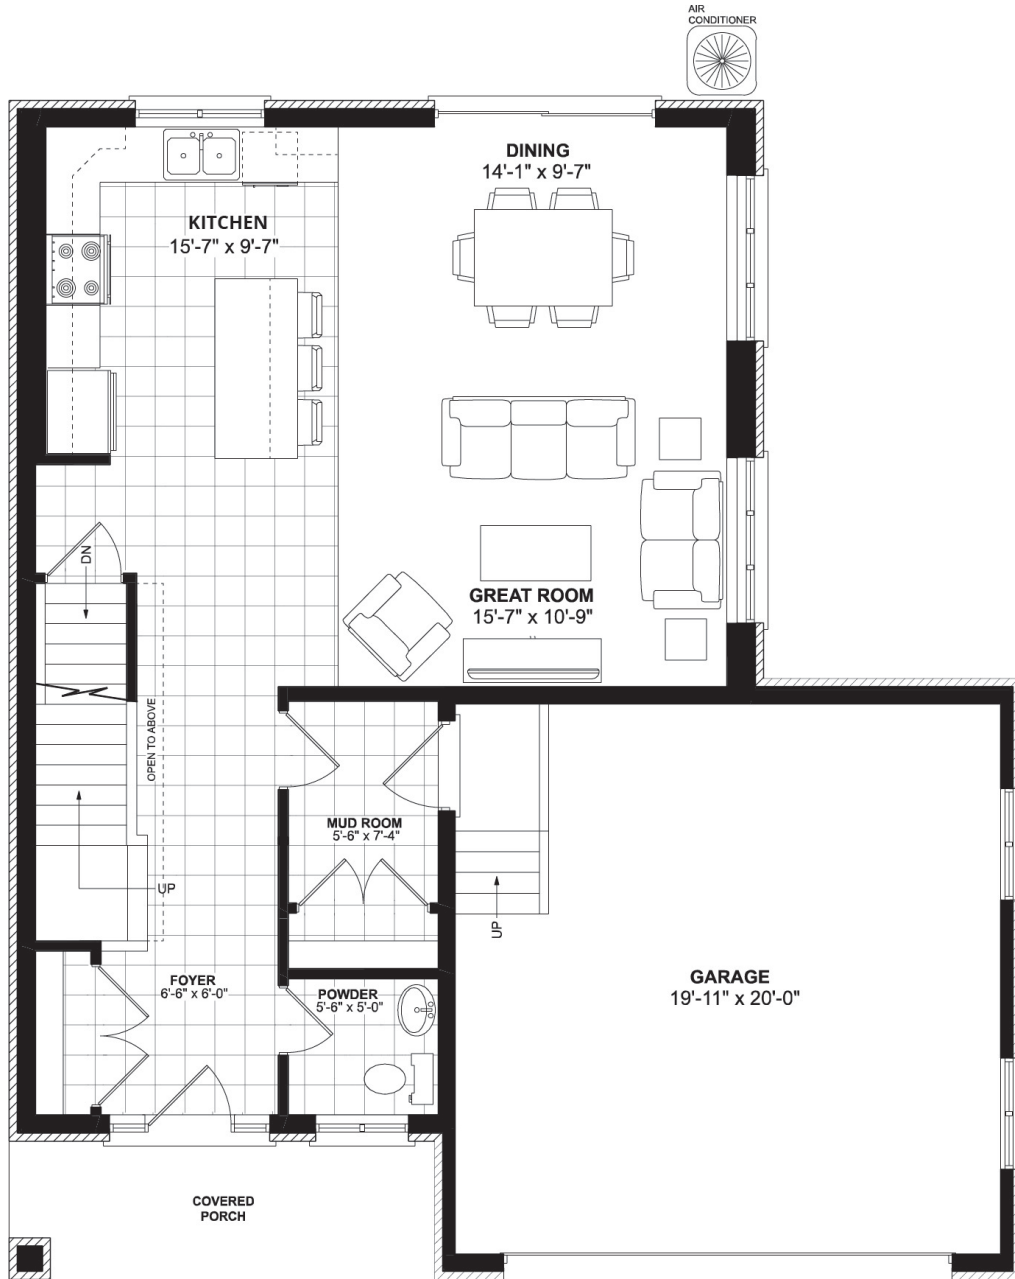 AIR
CONDITIONER
DINING
14'-1" x 9'-7"
KITCHEN
15'-7" x 9'-7"
DN
GREAT ROOM
15'-7" x 10'-9"
OPEN TO ABOVE
MUD ROOM
5'-6" x 7'-4"
UP
UP
FOYER
6'-6" x 6'-0"
POWDER
5'-6" x 5'-0"
GARAGE
19'-11" x 20'-0"
COVERED
PORCH